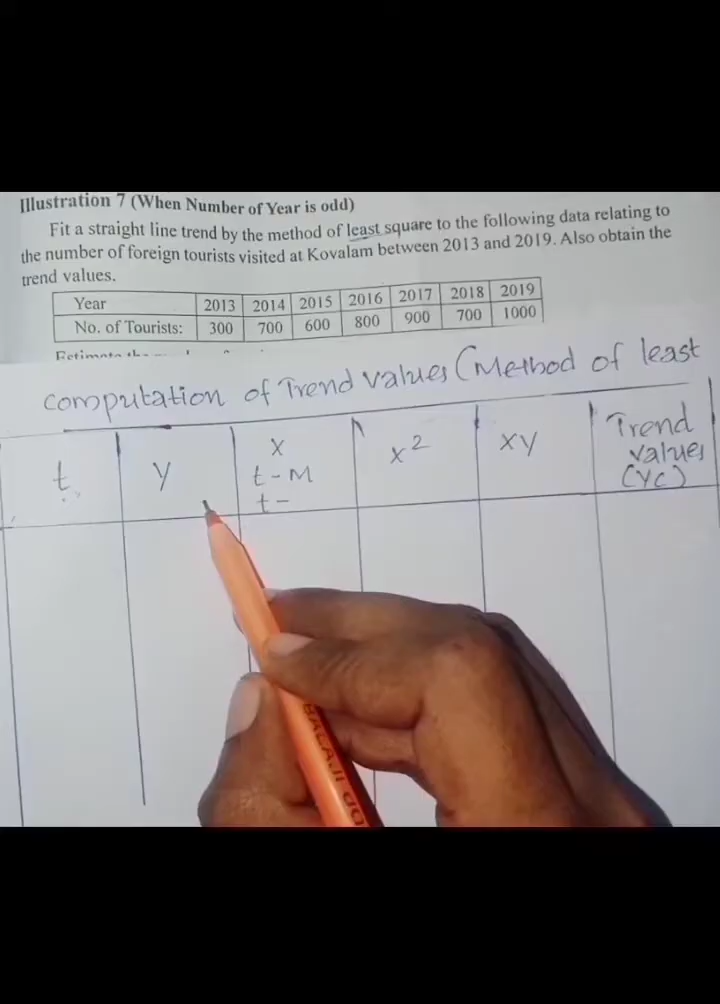 Illustration 7 (When Number of Year is odd)
Fit a straight line trend by the method of least square to the following data relating to
the number of foreign tourists visited at Kovalam between 2013 and 2019. Also obtain the
trend values.
Year 2013 2014 2015 2016 2017 2018 2019
No. of Tourists: 300 700 600 800 900 700 1000
Computation of Trend values (Method of least
t Y X x² XY Trend
t-M values
t- (Yc)
BALAJI